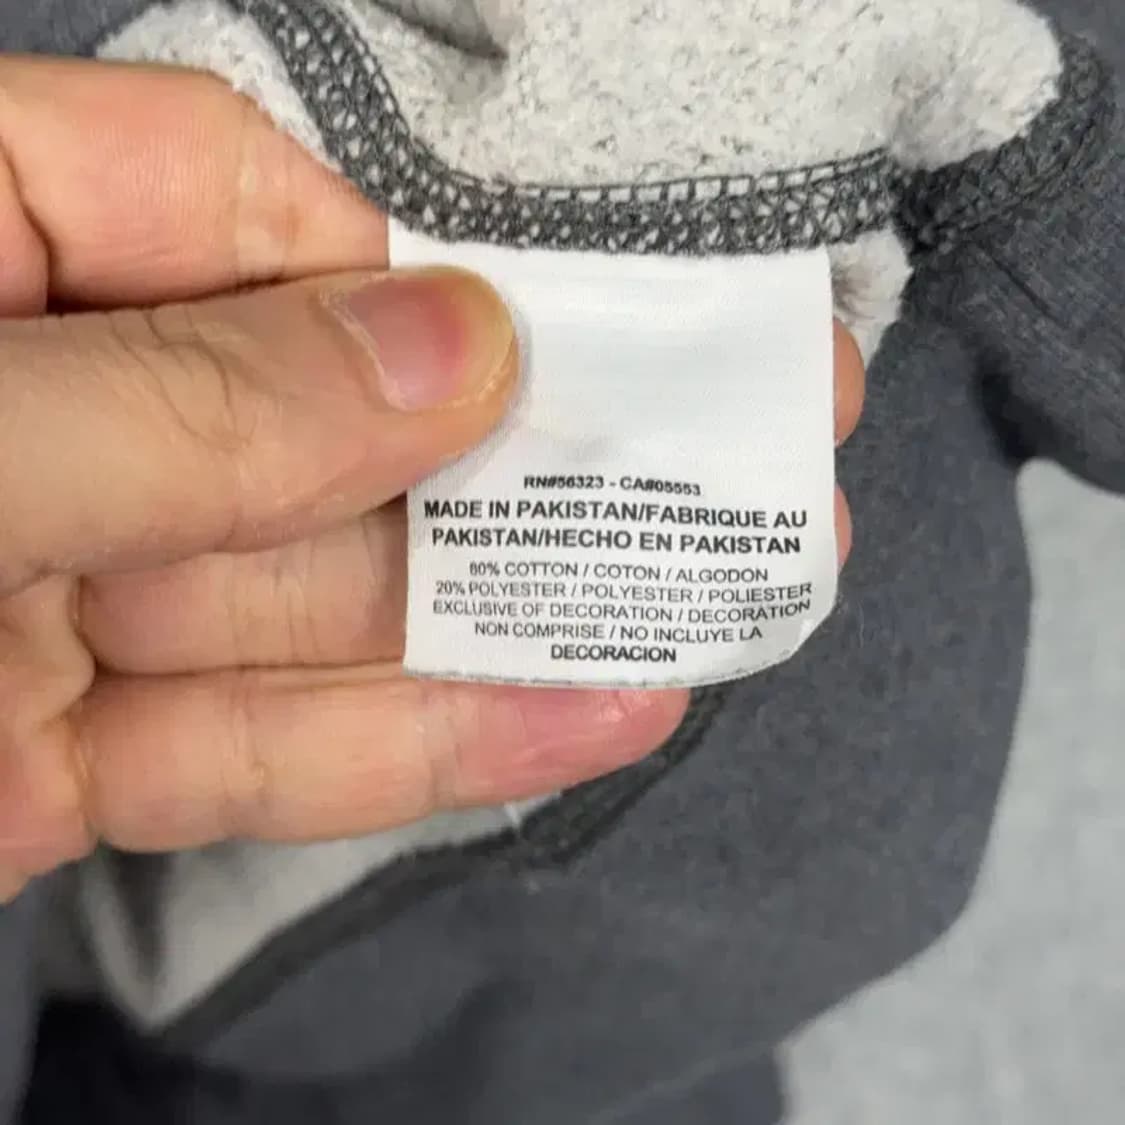 RN#56323 - CA#05553
MADE IN PAKISTAN/FABRIQUE AU
PAKISTAN/HECHO EN PAKISTAN
80% COTTON / COTON / ALGODON
20% POLYESTER / POLYESTER / POLIESTER
EXCLUSIVE OF DECORATION / DECORATION
NON COMPRISE / NO INCLUYE LA
DECORACION